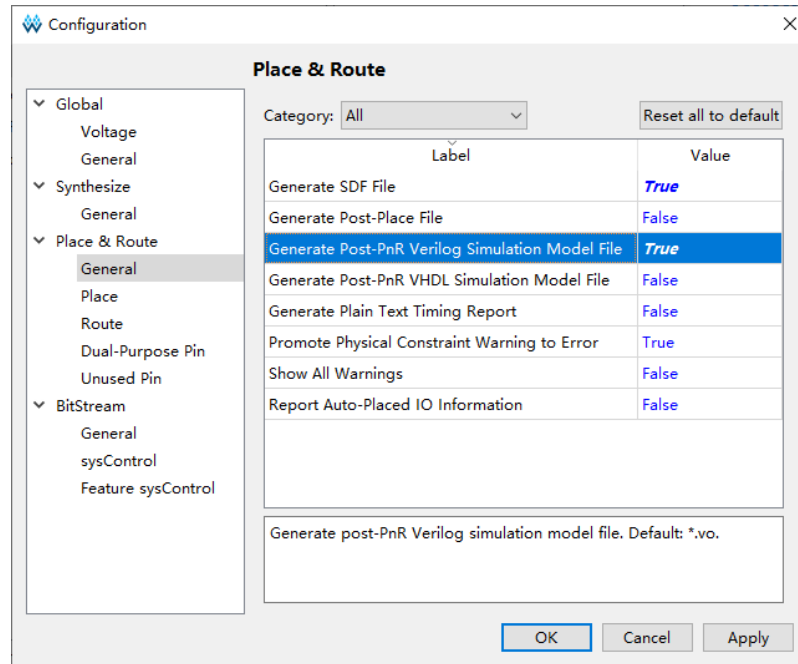 Configuration
Place & Route
Global
Voltage
General
Synthesize
General
Place & Route
General
Place
Route
Dual-Purpose Pin
Unused Pin
BitStream
General
sysControl
Feature sysControl
Category: All
Reset all to default
Label Value
Generate SDF File True
Generate Post-Place File False
Generate Post-PnR Verilog Simulation Model File True
Generate Post-PnR VHDL Simulation Model File False
Generate Plain Text Timing Report False
Promote Physical Constraint Warning to Error True
Show All Warnings False
Report Auto-Placed IO Information False
Generate post-PnR Verilog simulation model file. Default: *.vo.
OK Cancel Apply